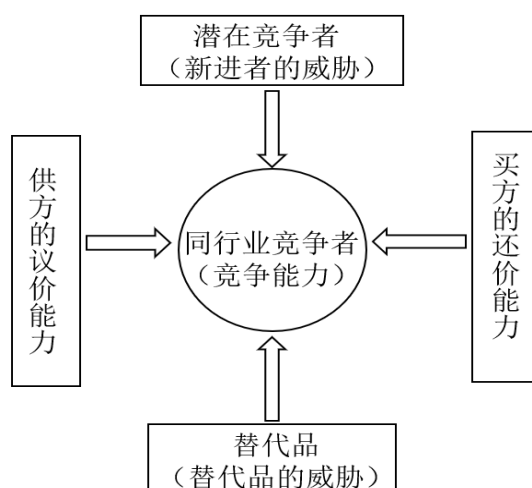 潜在竞争者
（新进者的威胁）
供方的议价能力
同行业竞争者
（竞争能力）
买方的还价能力
替代品
（替代品的威胁）